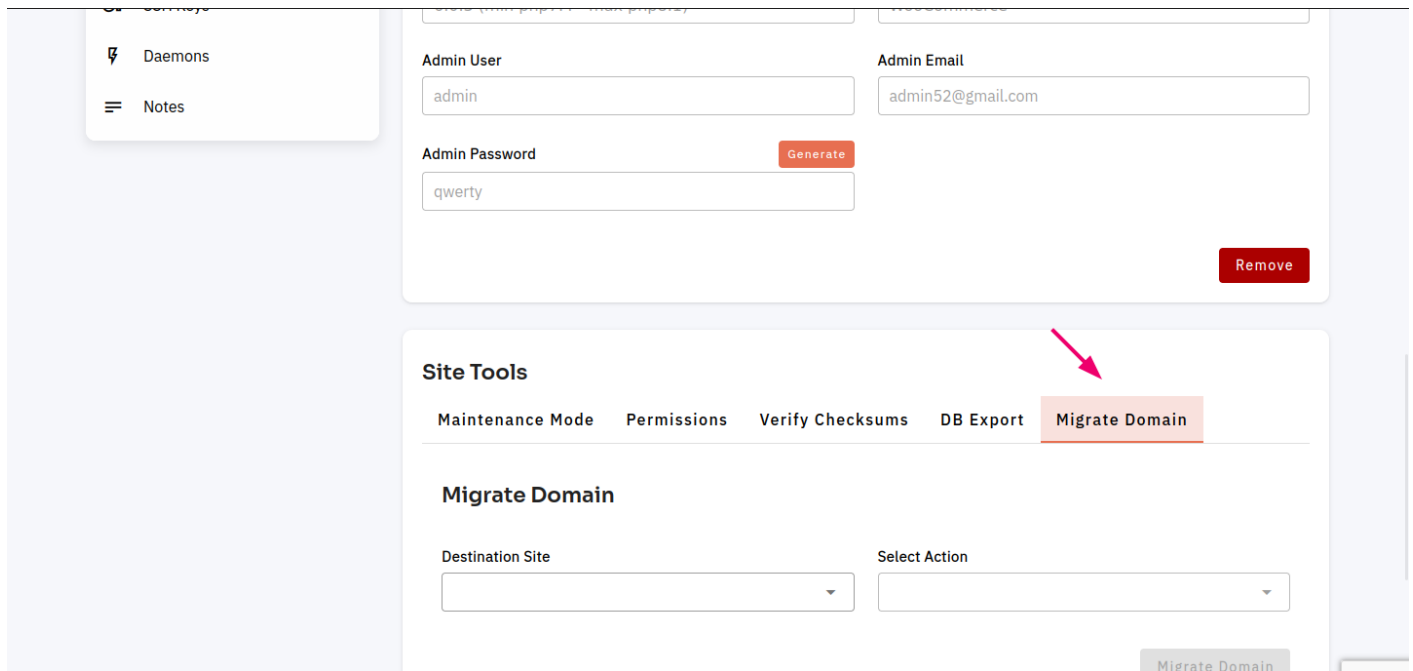 Daemons
Notes
Admin User
Admin Email
admin
admin52@gmail.com
Admin Password
Generate
qwerty
Remove
Site Tools
Maintenance Mode
Permissions
Verify Checksums
DB Export
Migrate Domain
Migrate Domain
Destination Site
Select Action
Migrate Domain